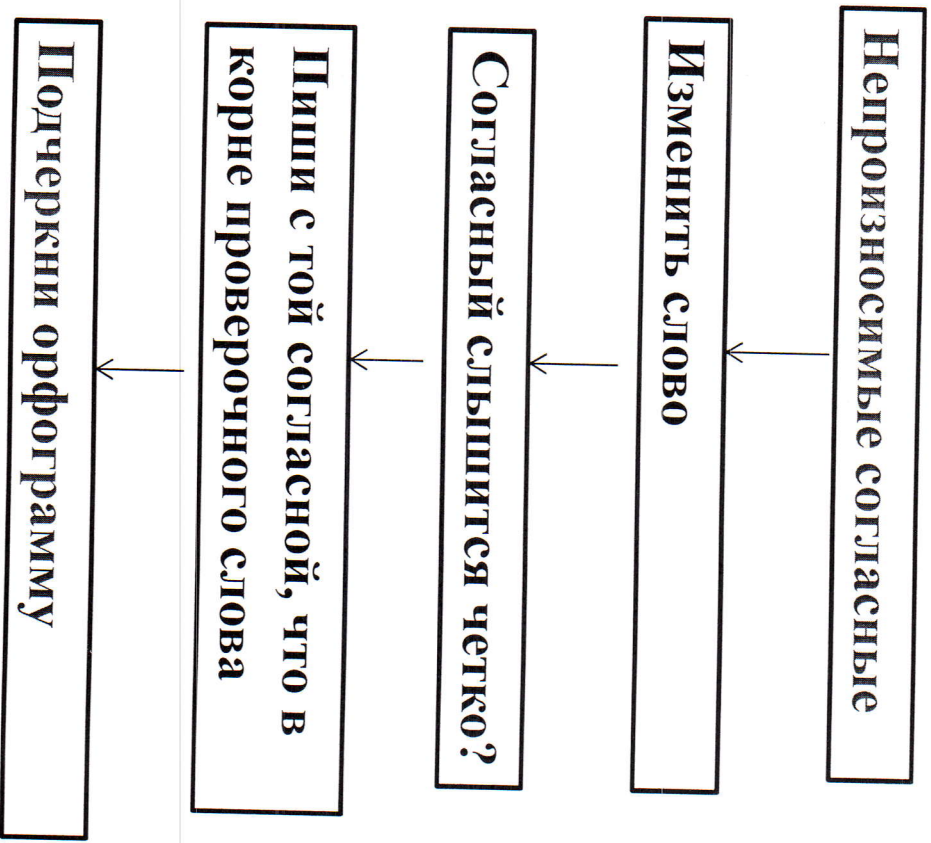 Непроизносимые согласные
Изменить слово
Согласный слышится четко?
Пиши с той согласной, что в
корне проверочного слова
Подчеркни орфограмму